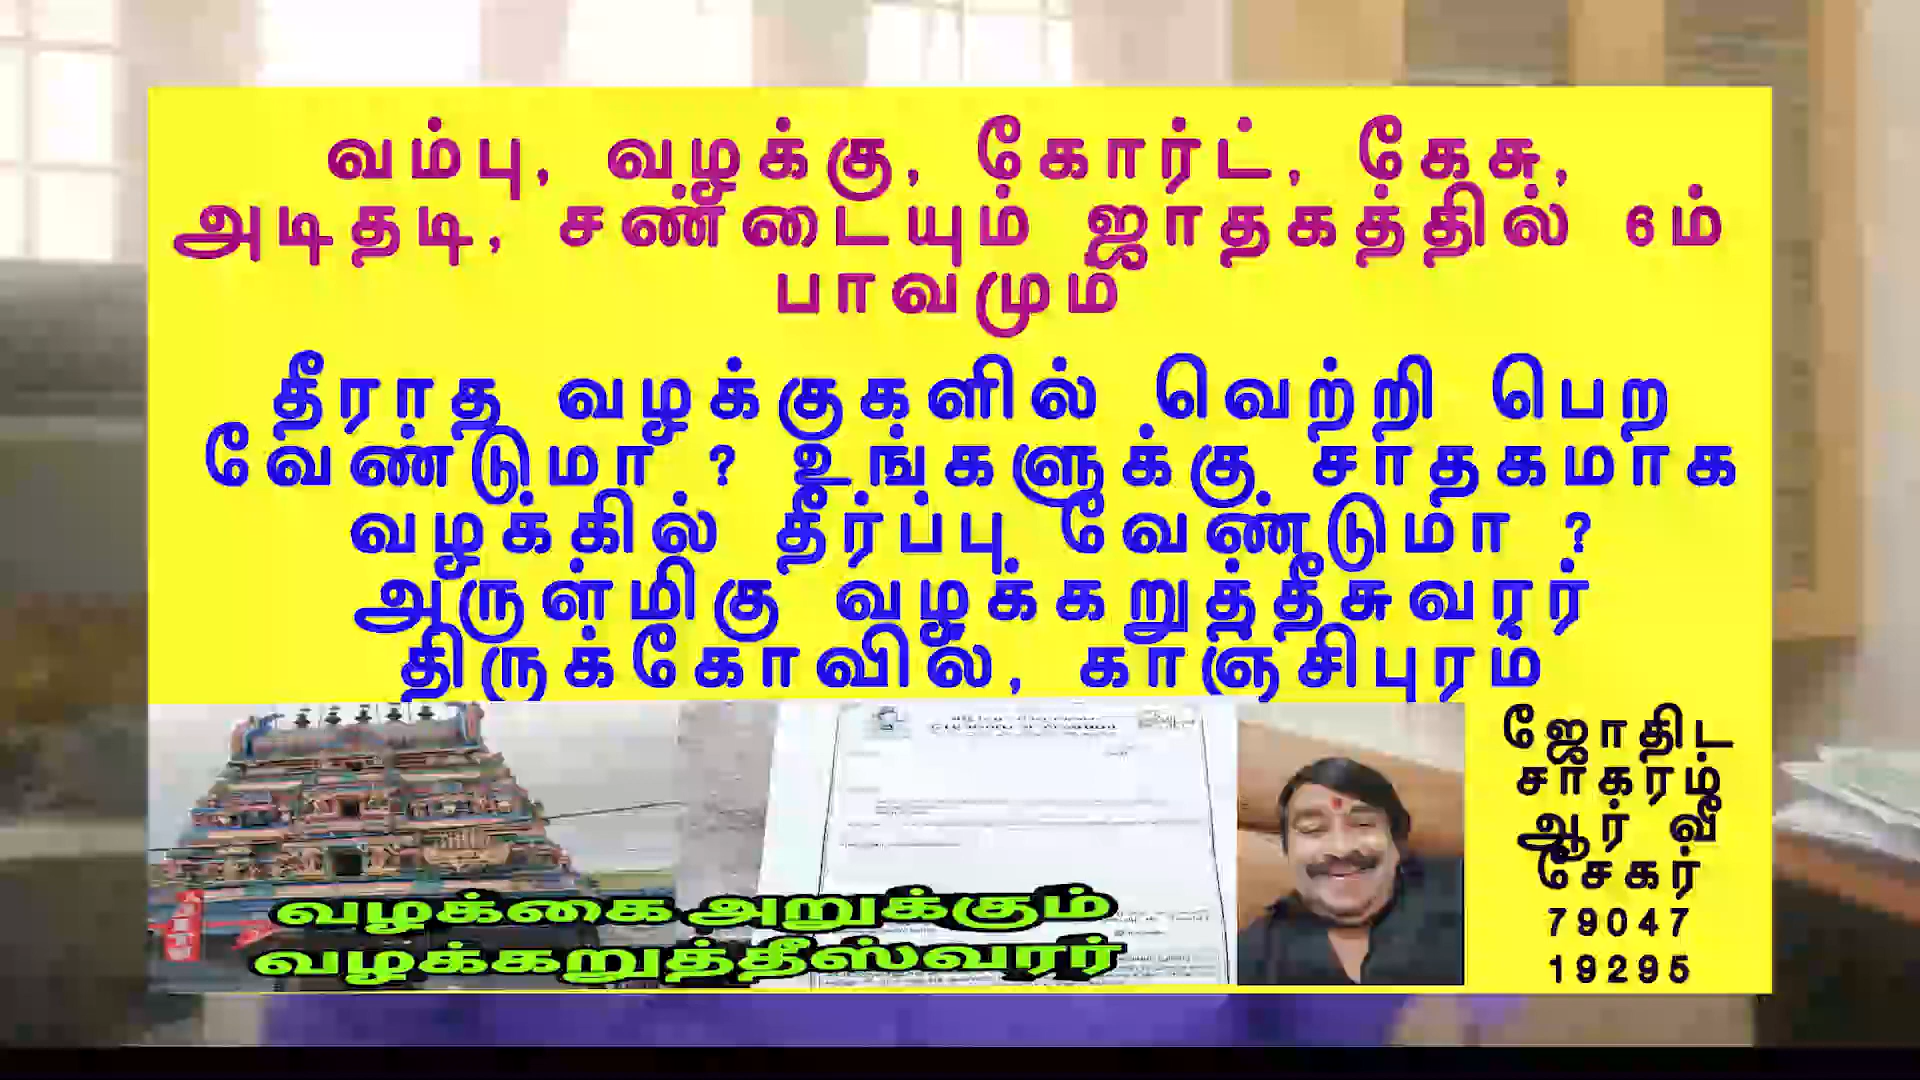 வம்பு, வழக்கு, கோர்ட், கேசு,
அடிதடி, சண்டையும் ஜாதகத்தில் 6ம்
பாவமும்
தீராத வழக்குகளில் வெற்றி பெற
வேண்டுமா ? உங்களுக்கு சாதகமாக
வழக்கில் தீர்ப்பு வேண்டுமா ?
அருள்மிகு வழக்கறுத்தீசுவரர்
திருக்கோவில், காஞ்சிபுரம்
வழக்கை அறுக்கும்
வழக்கறுத்தீஸ்வரர்
ஜோதிட
சாகரம்
ஆர் வீ
சேகர்
79047
19295